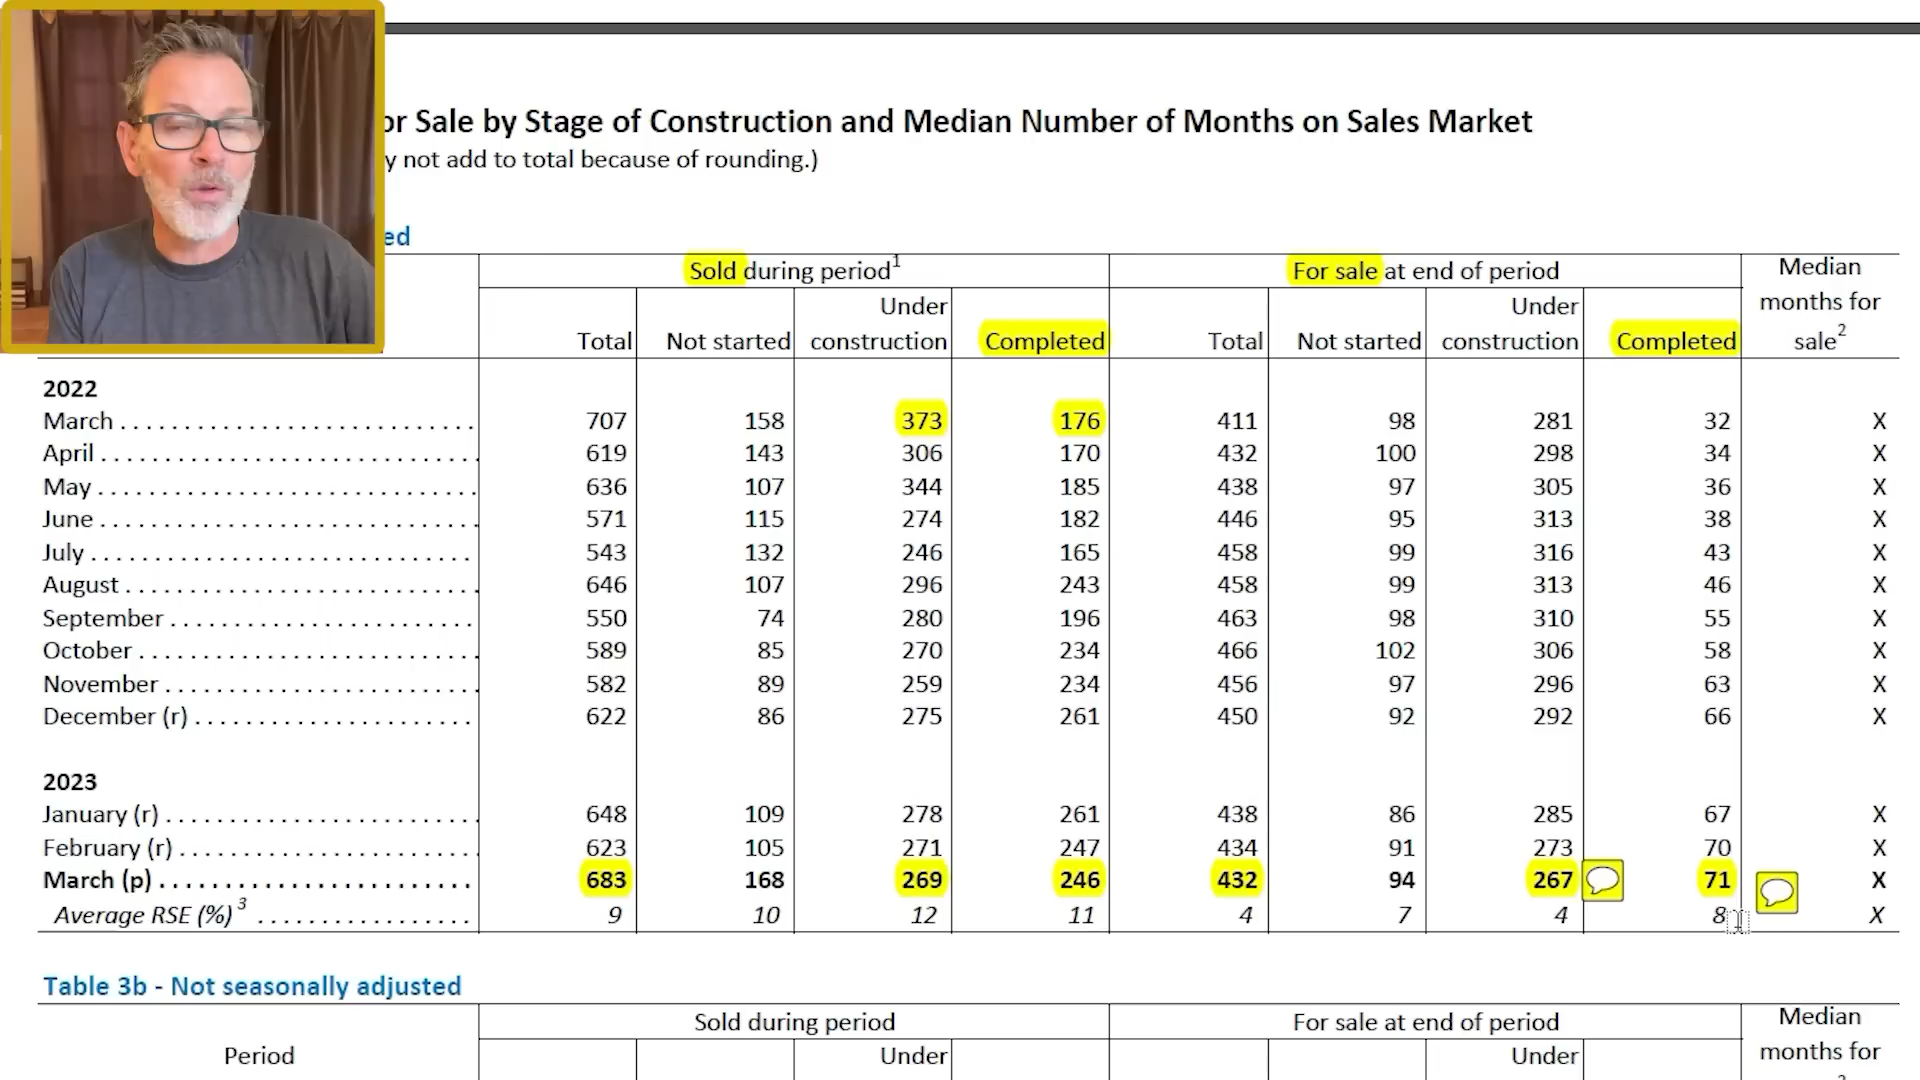 or Sale by Stage of Construction and Median Number of Months on Sales Market
y not add to total because of rounding.)
ed
Sold during period1 For sale at end of period Median months for sale2
Total Not started Under construction Completed Total Not started Under construction Completed
2022
March 707 158 373 176 411 98 281 32 X
April 619 143 306 170 432 100 298 34 X
May 636 107 344 185 438 97 305 36 X
June 571 115 274 182 446 95 313 38 X
July 543 132 246 165 458 99 316 43 X
August 646 107 296 243 458 99 313 46 X
September 550 74 280 196 463 98 310 55 X
October 589 85 270 234 466 102 306 58 X
November 582 89 259 234 456 97 296 63 X
December (r) 622 86 275 261 450 92 292 66 X
2023
January (r) 648 109 278 261 438 86 285 67 X
February (r) 623 105 271 247 434 91 273 70 X
March (p) 683 168 269 246 432 94 267 71 X
Average RSE (%) 3 9 10 12 11 4 7 4 8 X
Table 3b - Not seasonally adjusted
Sold during period For sale at end of period Median
Period Under Under months for